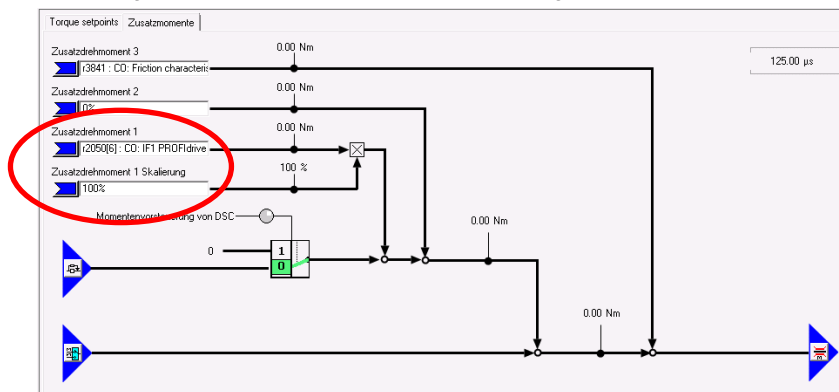 Torque setpoints Zusatzmomente
Zusatzdrehmoment 3
0.00 Nm
r3841 : CO: Friction characteris
125.00 µs
Zusatzdrehmoment 2
0.00 Nm
0%
Zusatzdrehmoment 1
0.00 Nm
r2050[6] : CO: IF1 PROFIdrive
Zusatzdrehmoment 1 Skalierung
100 %
100%
Momentenvorsteuerung von DSC
0.00 Nm
0
1
0
0.00 Nm
M